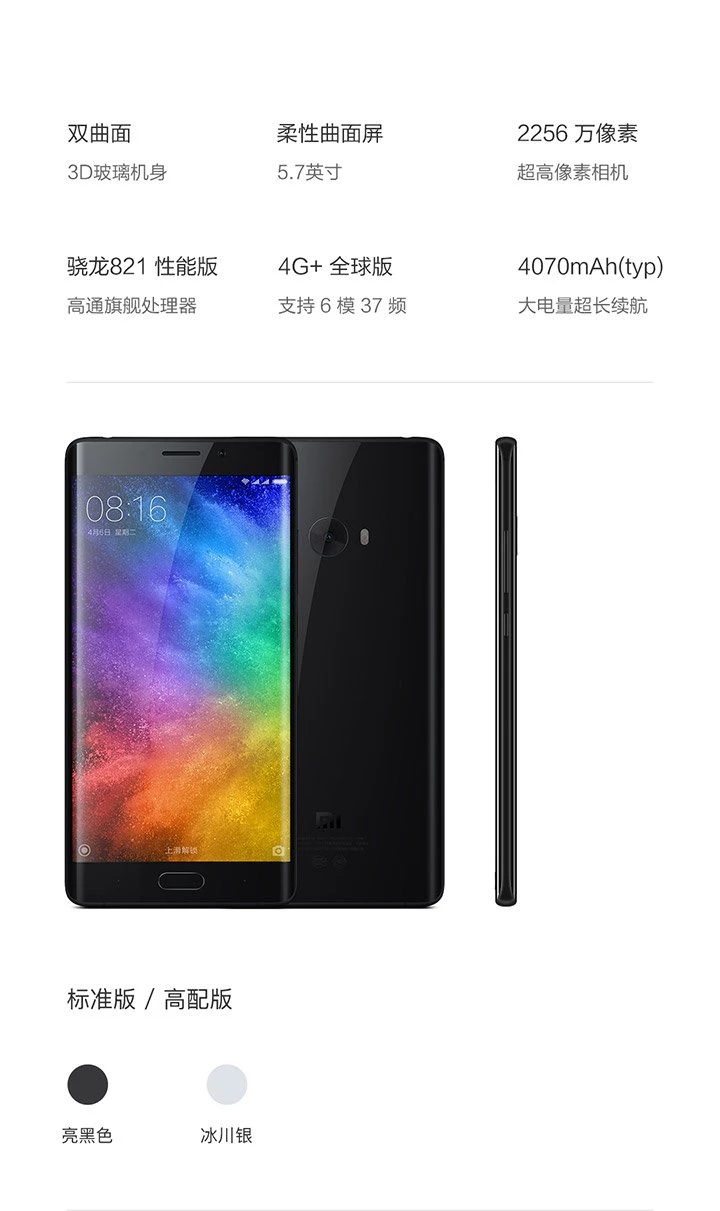 双曲面
柔性曲面屏
2256 万像素
3D玻璃机身
5.7英寸
超高像素相机
骁龙821 性能版
4G+ 全球版
4070mAh(typ)
高通旗舰处理器
支持 6 模 37 频
大电量超长续航
08:16
4月6日 星期二
上滑解锁
MI
标准版 / 高配版
亮黑色
冰川银